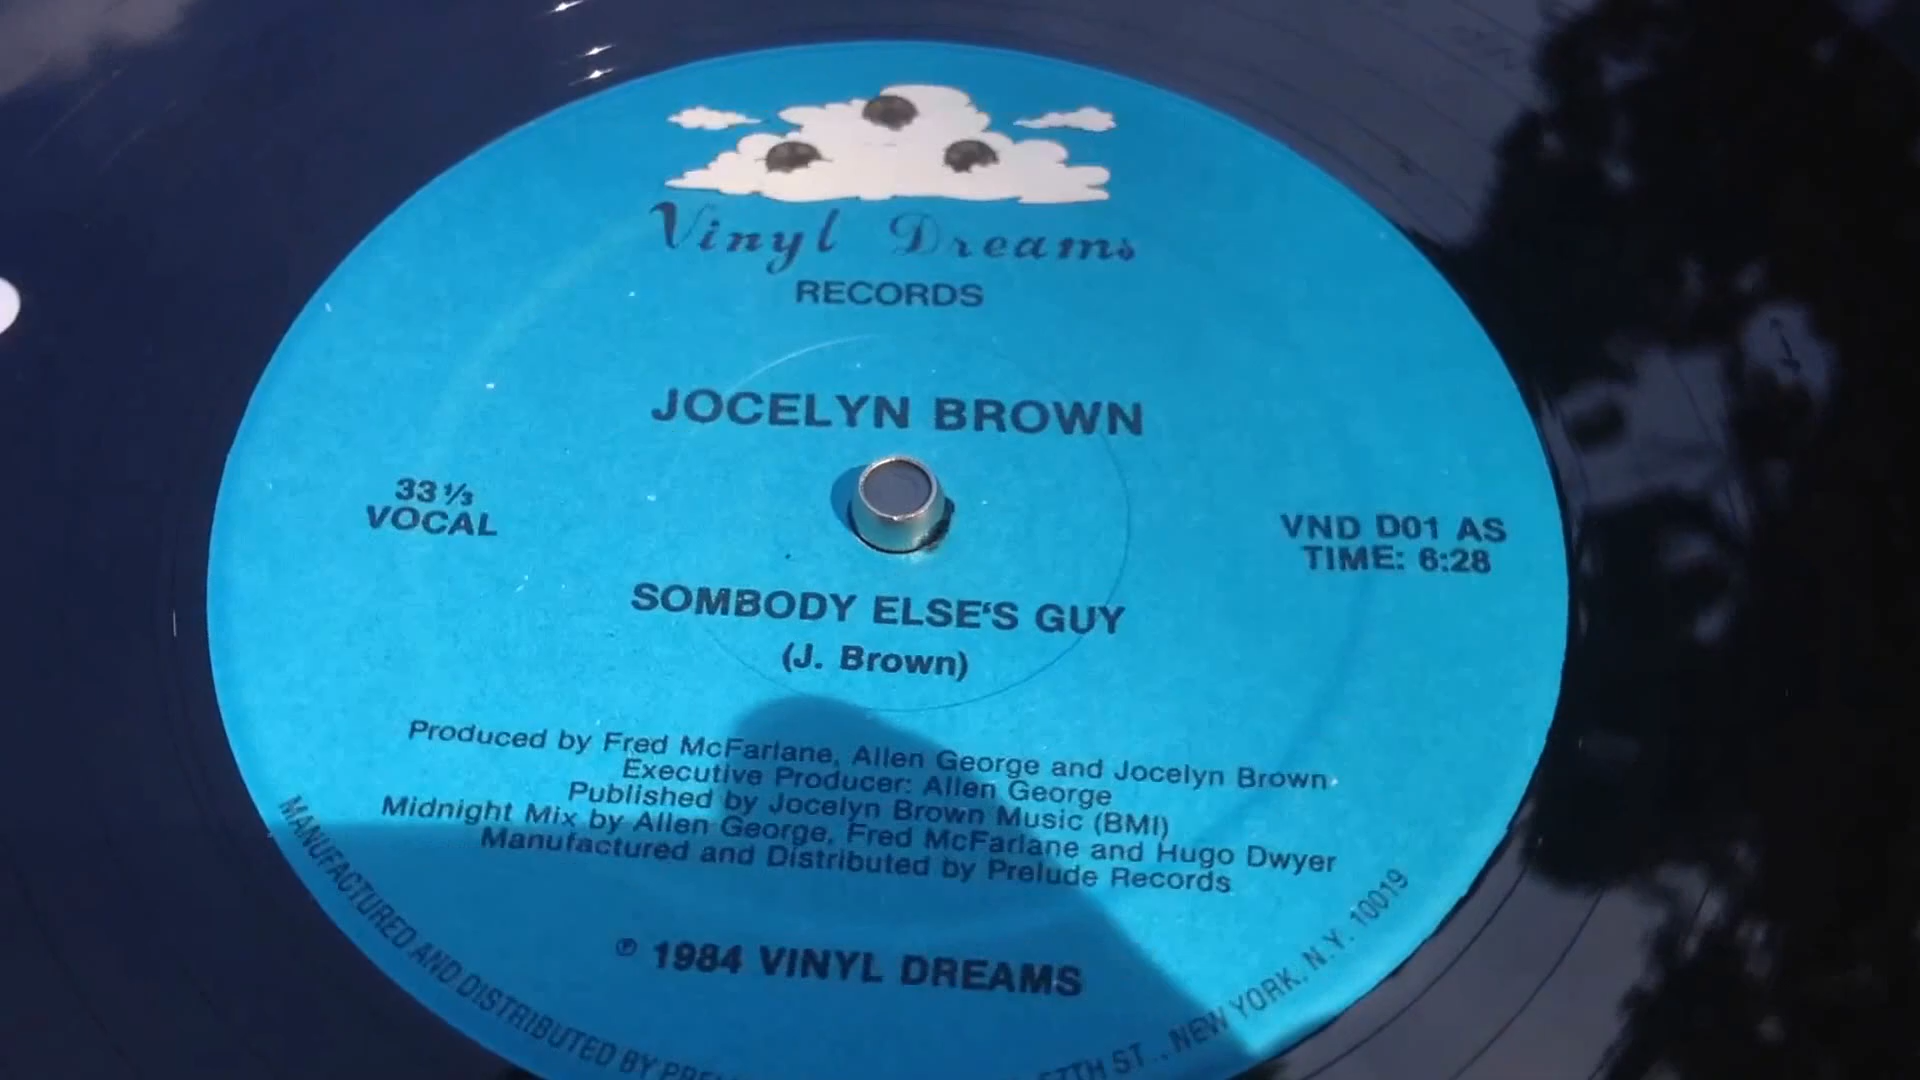 Vinyl Dreams
RECORDS
JOCELYN BROWN
33 ⅓
VOCAL
VND D01 AS
TIME: 6:28
SOMBODY ELSE'S GUY
(J. Brown)
Produced by Fred McFarlane, Allen George and Jocelyn Brown.
Executive Producer: Allen George
Published by Jocelyn Brown Music (BMI)
Midnight Mix by Allen George, Fred McFarlane and Hugo Dwyer
Manufactured and Distributed by Prelude Records
℗ 1984 VINYL DREAMS
MANUFACTURED AND DISTRIBUTED BY 57TH ST., NEW YORK, N.Y. 10019